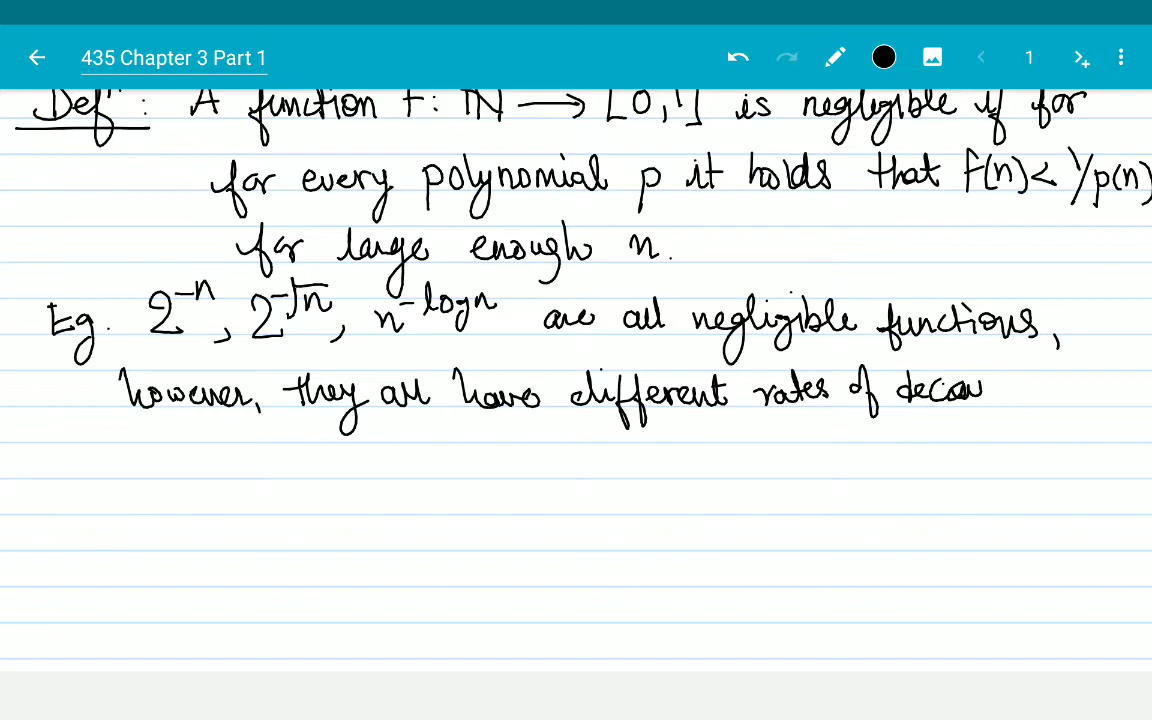 435 Chapter 3 Part 1
1
Defⁿ: A function f: ℕ → [0,1] is negligible if for
for every polynomial p it holds that f(n) < 1/p(n)
for large enough n.
Eg. 2^{-n}, 2^{-√n}, n^{-log n} are all negligible functions,
however, they all have different rates of